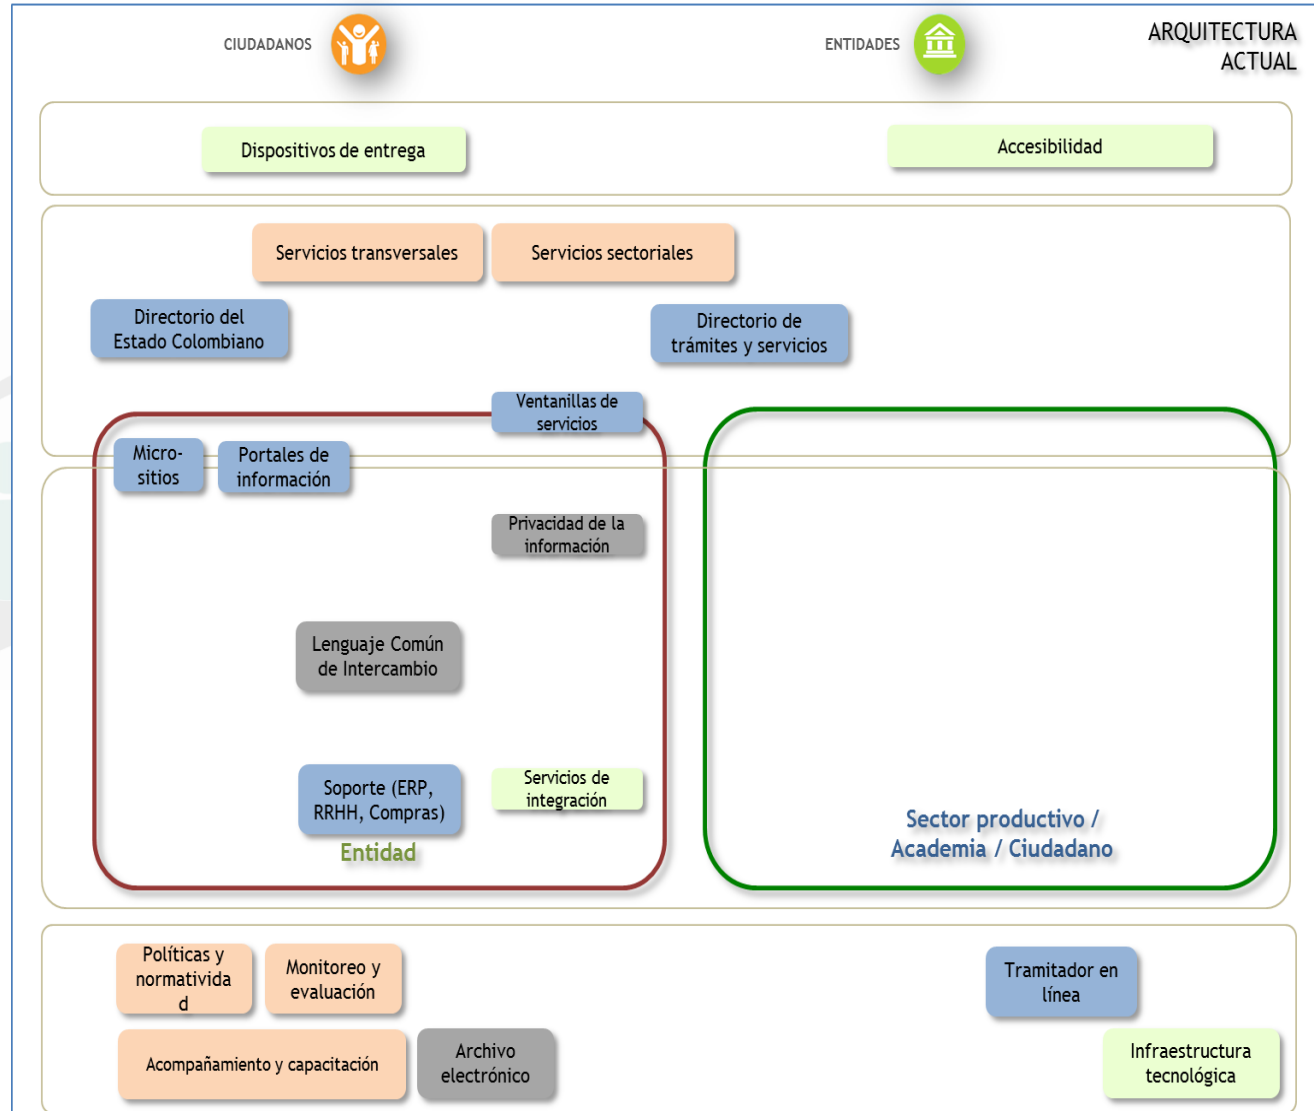 CIUDADANOS
ENTIDADES
ARQUITECTURA
ACTUAL
Dispositivos de entrega
Accesibilidad
Servicios transversales
Servicios sectoriales
Directorio del
Estado Colombiano
Directorio de
trámites y servicios
Ventanillas de
servicios
Micro-
sitios
Portales de
información
Privacidad de la
información
Lenguaje Común
de Intercambio
Soporte (ERP,
RRHH, Compras)
Servicios de
integración
Entidad
Sector productivo /
Academia / Ciudadano
Políticas y
normativida
d
Monitoreo y
evaluación
Tramitador en
línea
Acompañamiento y capacitación
Archivo
electrónico
Infraestructura
tecnológica